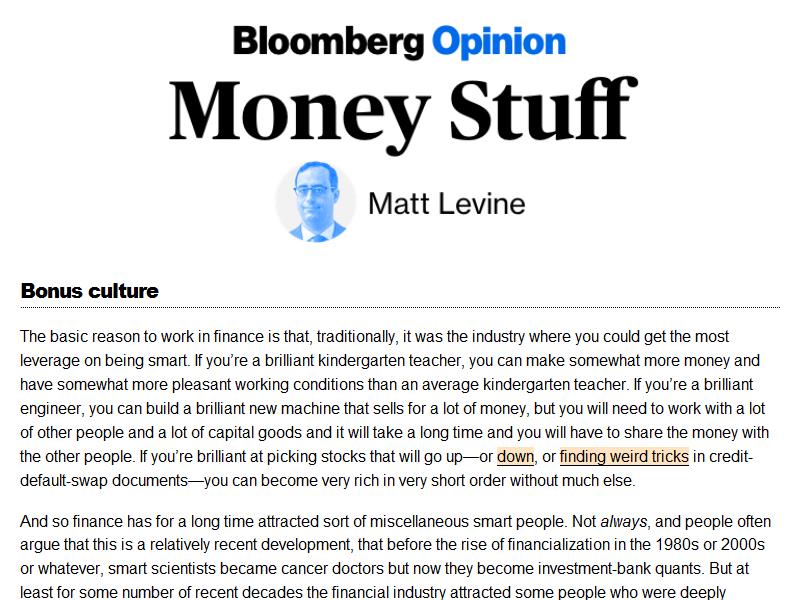 Bloomberg Opinion
Money Stuff
Matt Levine
Bonus culture
The basic reason to work in finance is that, traditionally, it was the industry where you could get the most
leverage on being smart. If you’re a brilliant kindergarten teacher, you can make somewhat more money and
have somewhat more pleasant working conditions than an average kindergarten teacher. If you’re a brilliant
engineer, you can build a brilliant new machine that sells for a lot of money, but you will need to work with a lot
of other people and a lot of capital goods and it will take a long time and you will have to share the money with
the other people. If you’re brilliant at picking stocks that will go up—or down, or finding weird tricks in credit-
default-swap documents—you can become very rich in very short order without much else.
And so finance has for a long time attracted sort of miscellaneous smart people. Not always, and people often
argue that this is a relatively recent development, that before the rise of financialization in the 1980s or 2000s
or whatever, smart scientists became cancer doctors but now they become investment-bank quants. But at
least for some number of recent decades the financial industry attracted some people who were deeply